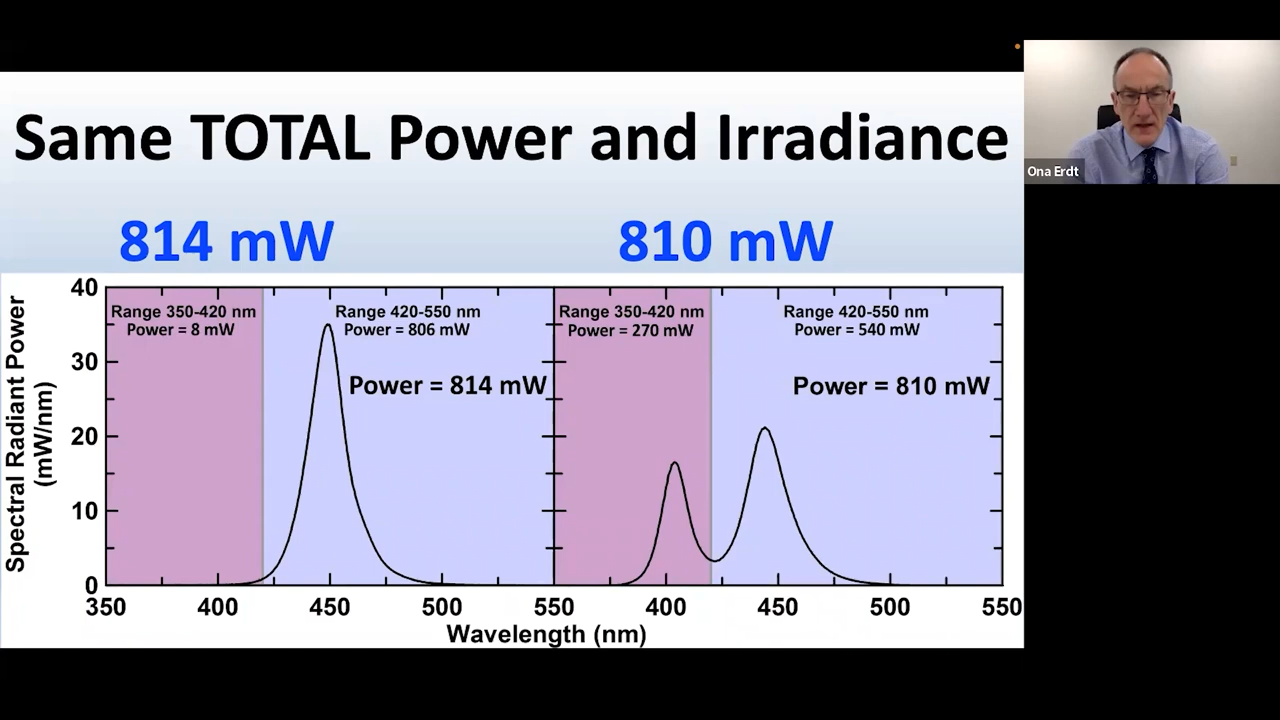 Same TOTAL Power and Irradiance
Ona Erdt
814 mW
810 mW
Spectral Radiant Power
(mW/nm)
40
30
20
10
0
Range 350-420 nm
Power = 8 mW
Range 420-550 nm
Power = 806 mW
Power = 814 mW
Range 350-420 nm
Power = 270 mW
Range 420-550 nm
Power = 540 mW
Power = 810 mW
350 400 450 500 550 400 450 500 550
Wavelength (nm)